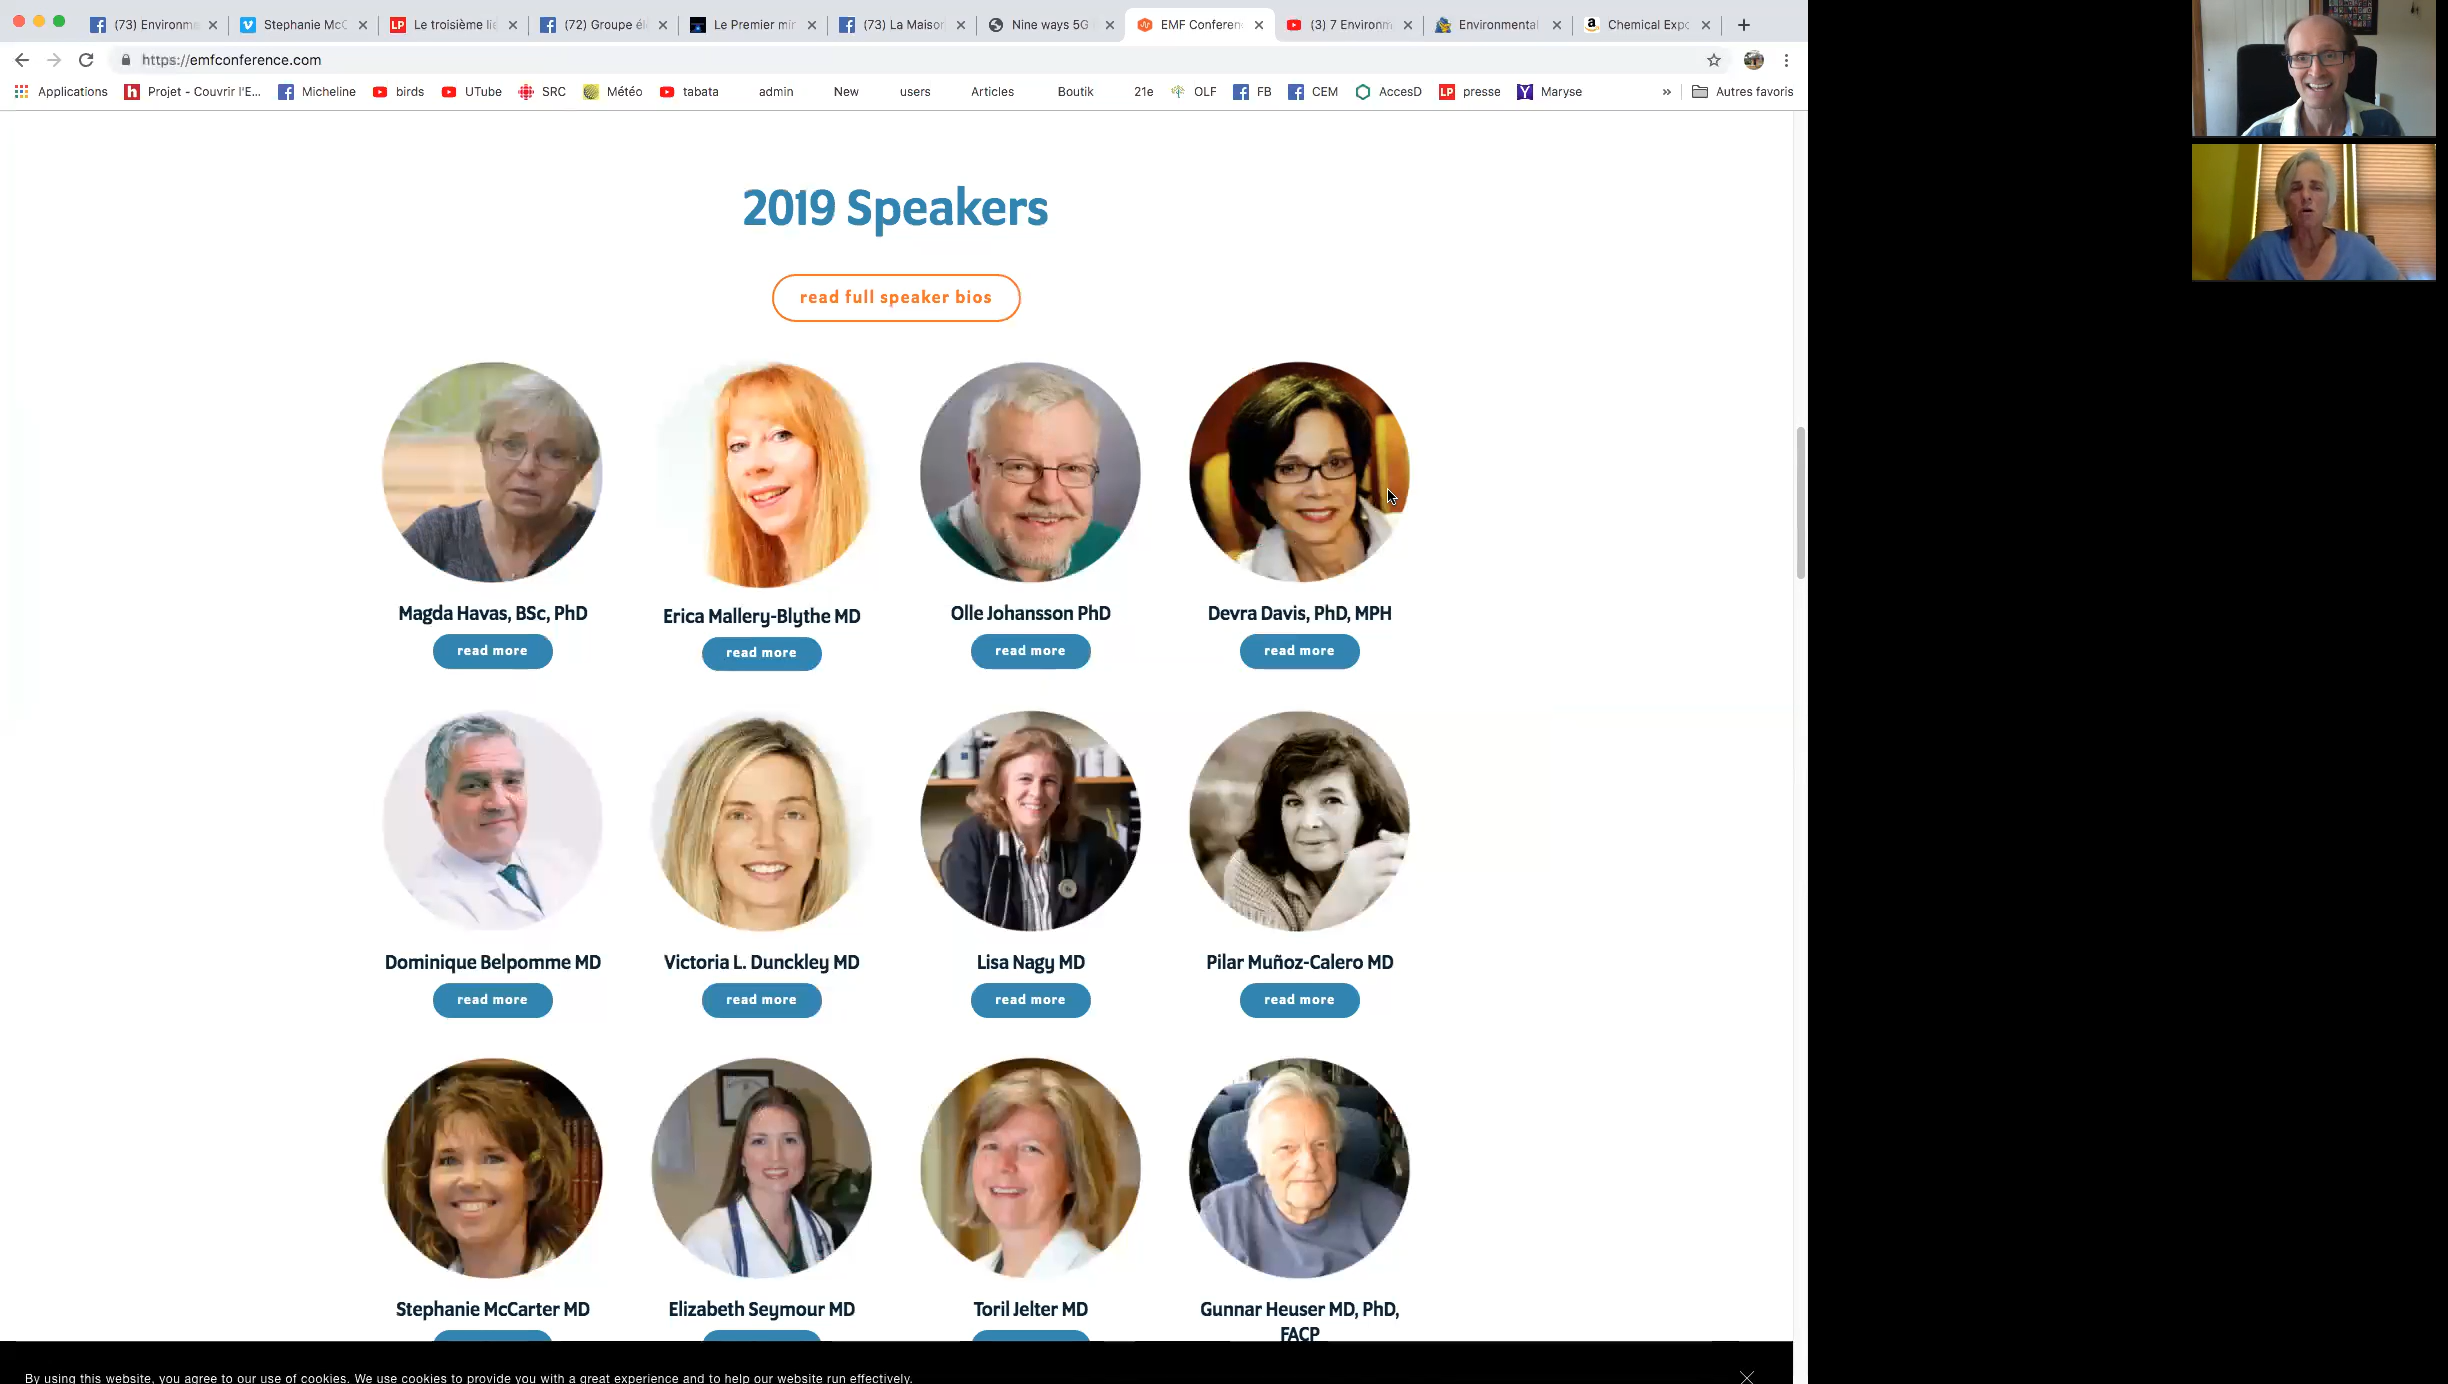 (73) Environm
Stephanie McC
Le troisième lie
(72) Groupe éle
Le Premier min
(73) La Maison
Nine ways 5G
EMF Conferenc
(3) 7 Environm
Environmental
Chemical Expo
https://emfconference.com
Applications
Projet - Couvrir l'E...
Micheline
birds
UTube
SRC
Météo
tabata
admin
New
users
Articles
Boutik
21e
OLF
FB
CEM
AccesD
presse
Maryse
»
Autres favoris
2019 Speakers
read full speaker bios
Magda Havas, BSc, PhD
Erica Mallery-Blythe MD
Olle Johansson PhD
Devra Davis, PhD, MPH
read more
read more
read more
read more
Dominique Belpomme MD
Victoria L. Dunckley MD
Lisa Nagy MD
Pilar Muñoz-Calero MD
read more
read more
read more
read more
Stephanie McCarter MD
Elizabeth Seymour MD
Toril Jelter MD
Gunnar Heuser MD, PhD,
FACP
By using this website, you agree to our use of cookies. We use cookies to provide you with a great experience and to help our website run effectively.